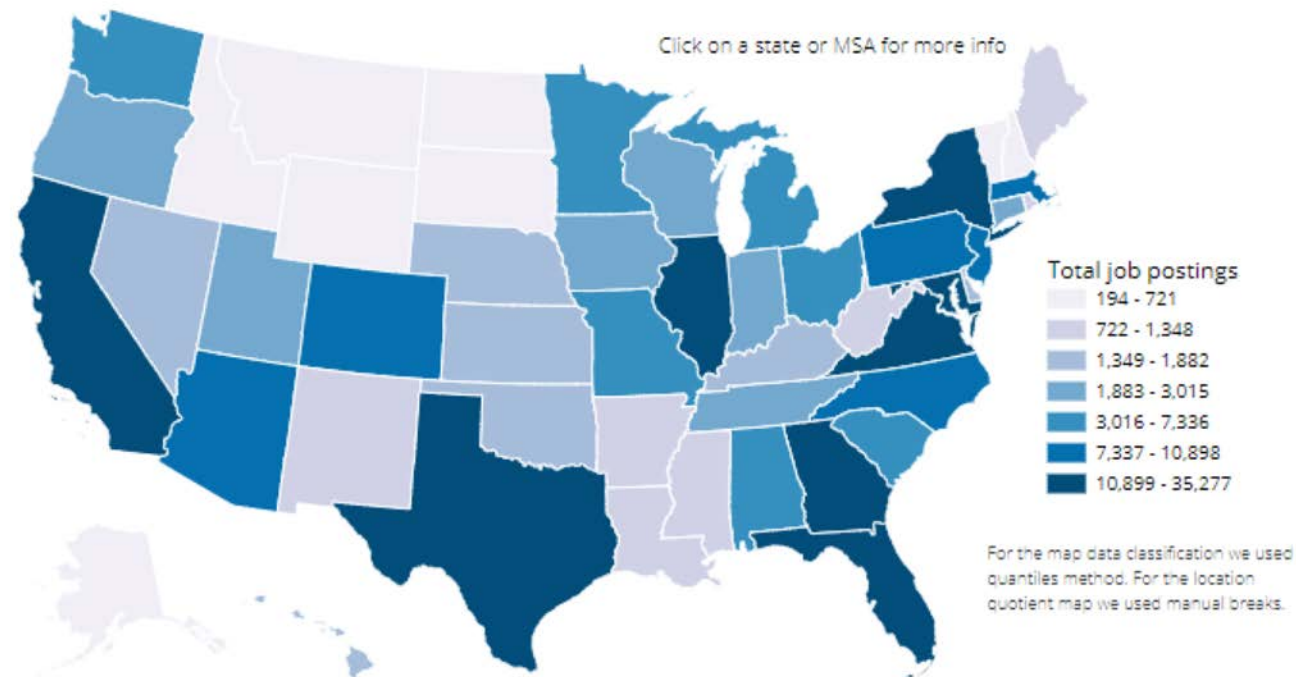 Click on a state or MSA for more info
Total job postings
194 - 721
722 - 1,348
1,349 - 1,882
1,883 - 3,015
3,016 - 7,336
7,337 - 10,898
10,899 - 35,277
For the map data classification we used
quantiles method. For the location
quotient map we used manual breaks.